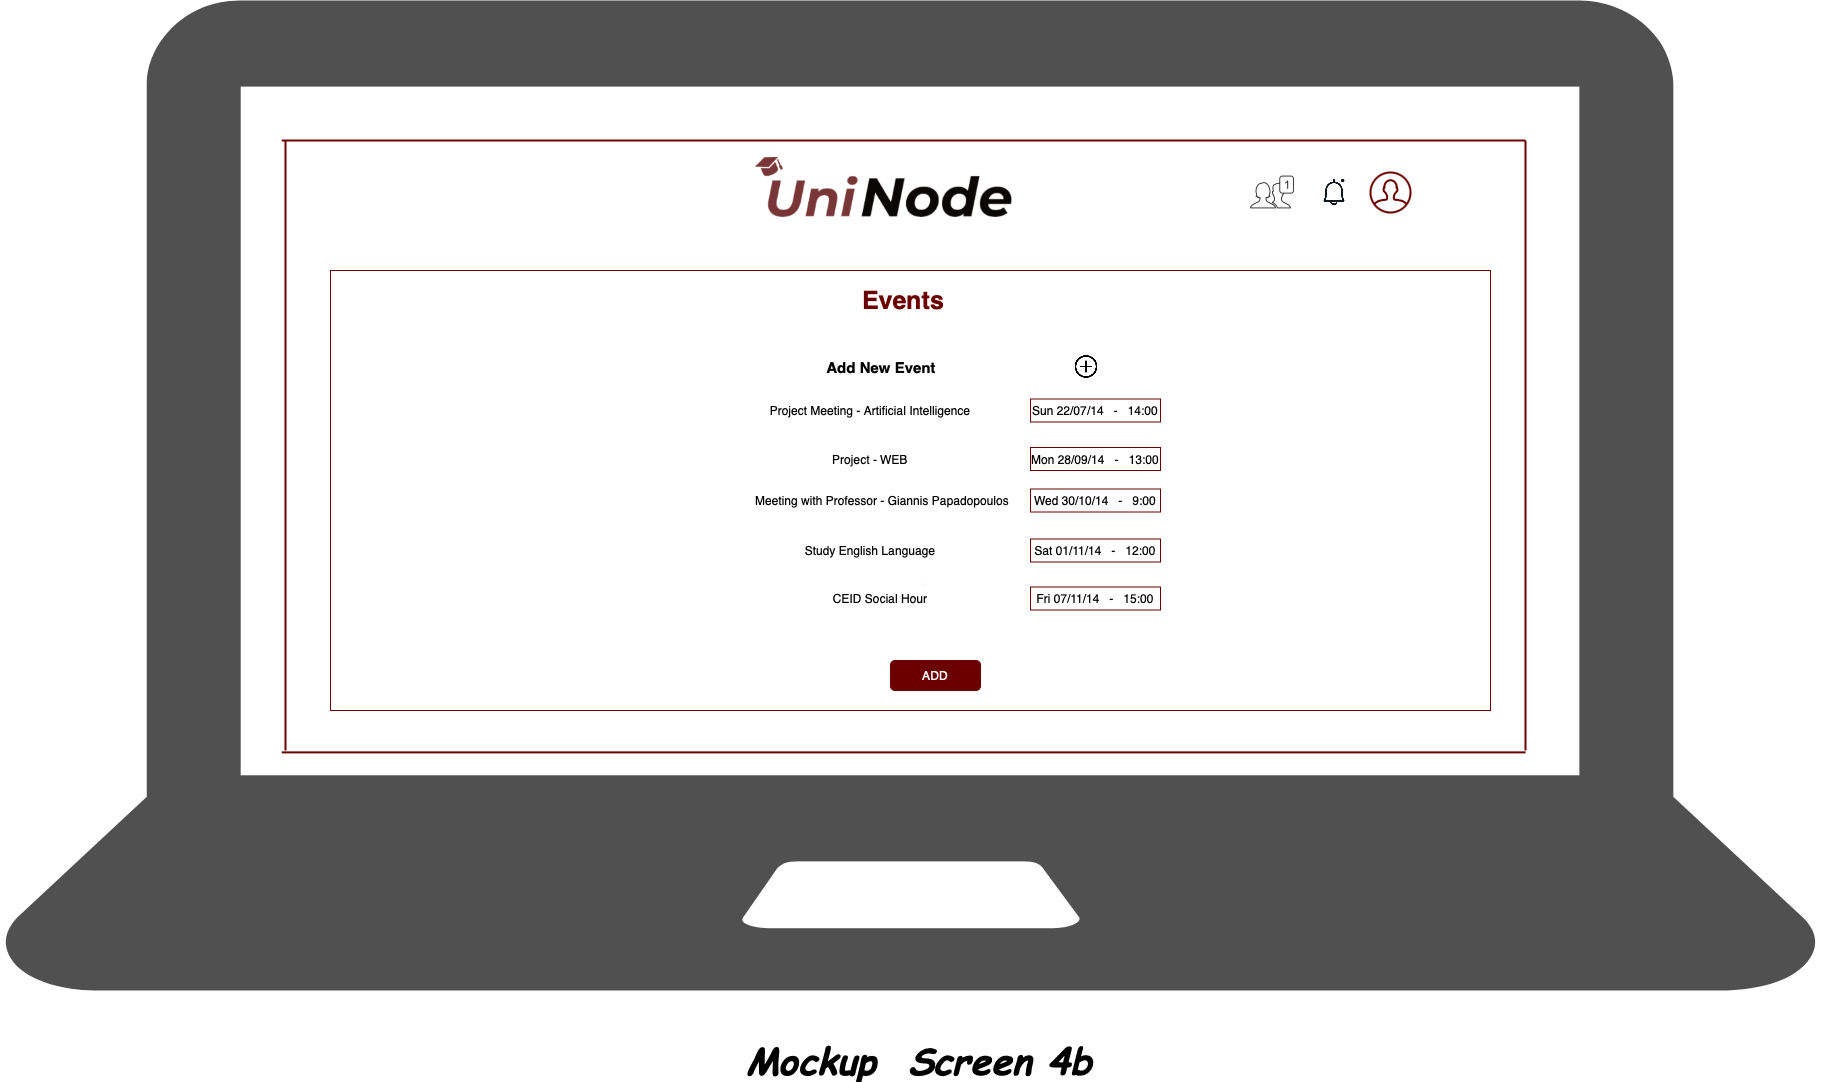 UniNode
1
Events
Add New Event
Project Meeting - Artificial Intelligence Sun 22/07/14 - 14:00
Project - WEB Mon 28/09/14 - 13:00
Meeting with Professor - Giannis Papadopoulos Wed 30/10/14 - 9:00
Study English Language Sat 01/11/14 - 12:00
CEID Social Hour Fri 07/11/14 - 15:00
ADD
Mockup Screen 4b